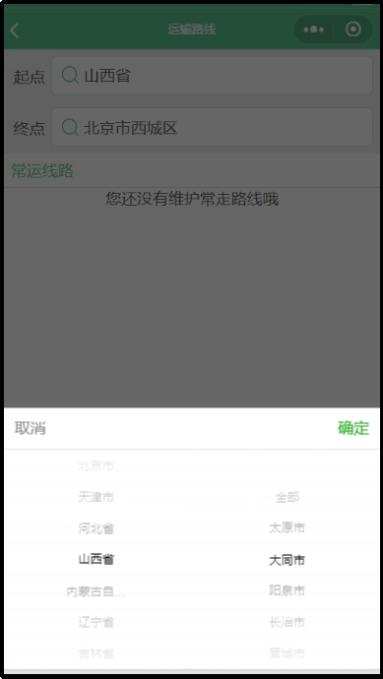 运输路线
起点 山西省
终点 北京市西城区
常运线路
您还没有维护常走路线哦
取消 确定
北京市
天津市 全部
河北省 太原市
山西省 大同市
内蒙古自... 阳泉市
辽宁省 长治市
吉林省 晋城市